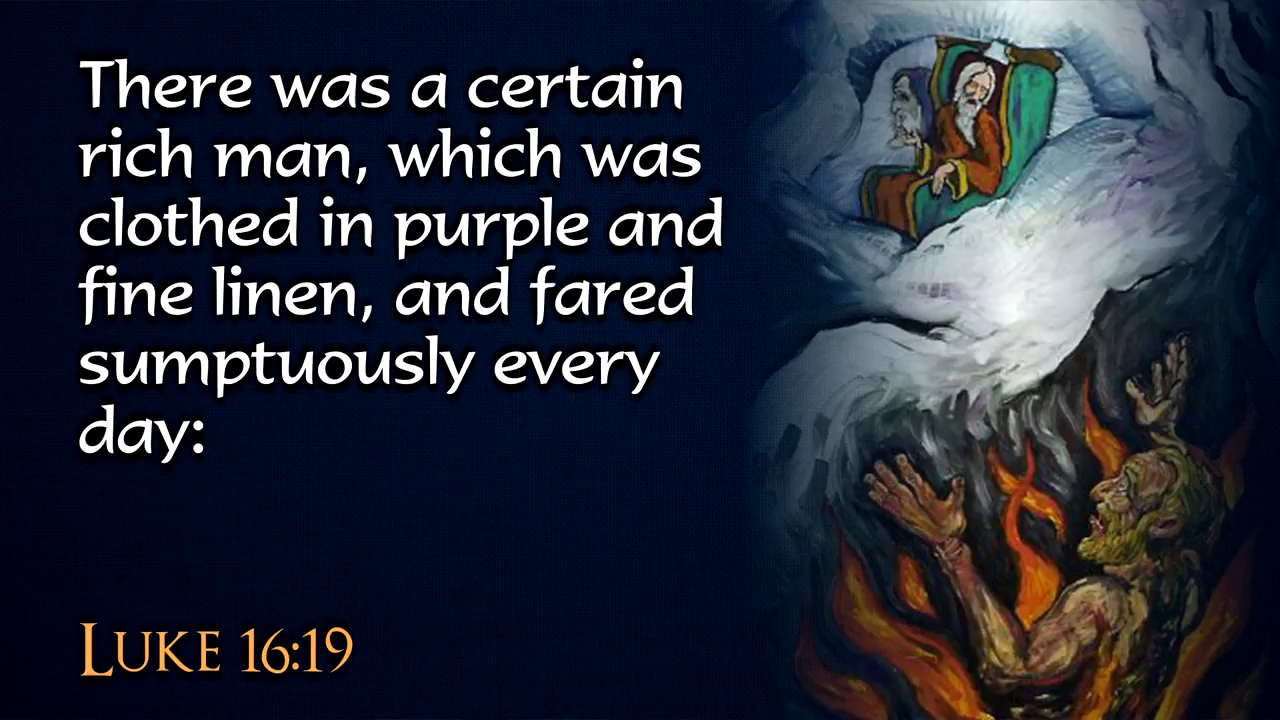 There was a certain
rich man, which was
clothed in purple and
fine linen, and fared
sumptuously every
day:
Luke 16:19